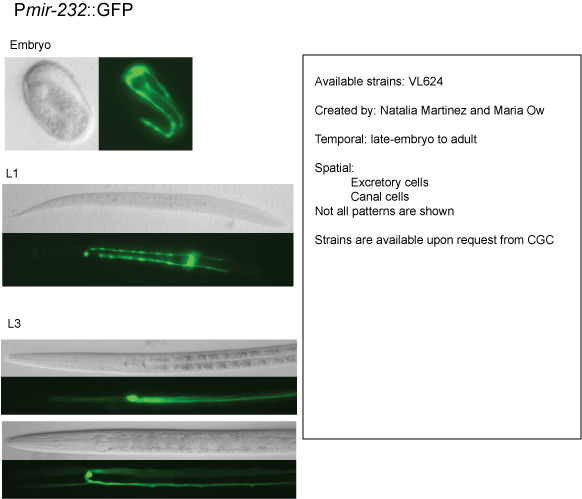 Pmir-232::GFP
Embryo
L1
L3
Available strains: VL624
Created by: Natalia Martinez and Maria Ow
Temporal: late-embryo to adult
Spatial:
Excretory cells
Canal cells
Not all patterns are shown
Strains are available upon request from CGC